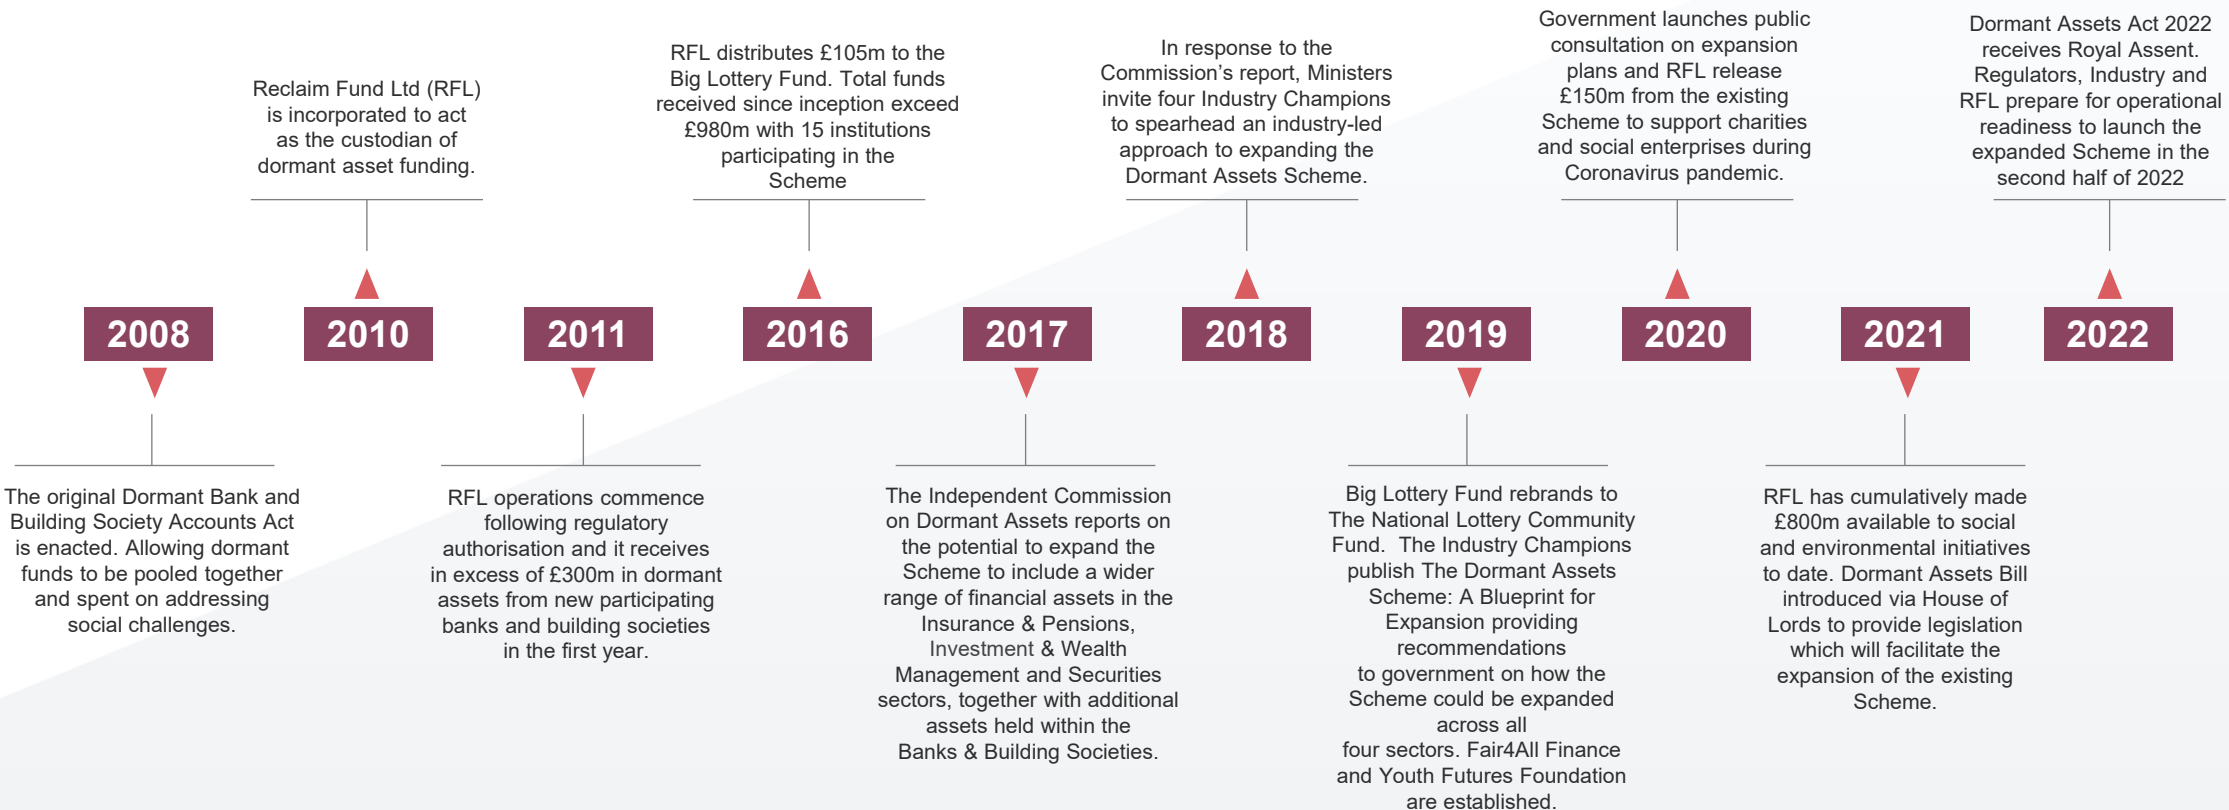 2008
The original Dormant Bank and
Building Society Accounts Act
is enacted. Allowing dormant
funds to be pooled together
and spent on addressing
social challenges.
Reclaim Fund Ltd (RFL)
is incorporated to act
as the custodian of
dormant asset funding.
2010
2011
RFL operations commence
following regulatory
authorisation and it receives
in excess of £300m in dormant
assets from new participating
banks and building societies
in the first year.
RFL distributes £105m to the
Big Lottery Fund. Total funds
received since inception exceed
£980m with 15 institutions
participating in the
Scheme
2016
2017
The Independent Commission
on Dormant Assets reports on
the potential to expand the
Scheme to include a wider
range of financial assets in the
Insurance & Pensions,
Investment & Wealth
Management and Securities
sectors, together with additional
assets held within the
Banks & Building Societies.
In response to the
Commission’s report, Ministers
invite four Industry Champions
to spearhead an industry-led
approach to expanding the
Dormant Assets Scheme.
2018
2019
Big Lottery Fund rebrands to
The National Lottery Community
Fund. The Industry Champions
publish The Dormant Assets
Scheme: A Blueprint for
Expansion providing
recommendations
to government on how the
Scheme could be expanded
across all
four sectors. Fair4All Finance
and Youth Futures Foundation
are established.
Government launches public
consultation on expansion
plans and RFL release
£150m from the existing
Scheme to support charities
and social enterprises during
Coronavirus pandemic.
2020
2021
RFL has cumulatively made
£800m available to social
and environmental initiatives
to date. Dormant Assets Bill
introduced via House of
Lords to provide legislation
which will facilitate the
expansion of the existing
Scheme.
Dormant Assets Act 2022
receives Royal Assent.
Regulators, Industry and
RFL prepare for operational
readiness to launch the
expanded Scheme in the
second half of 2022
2022